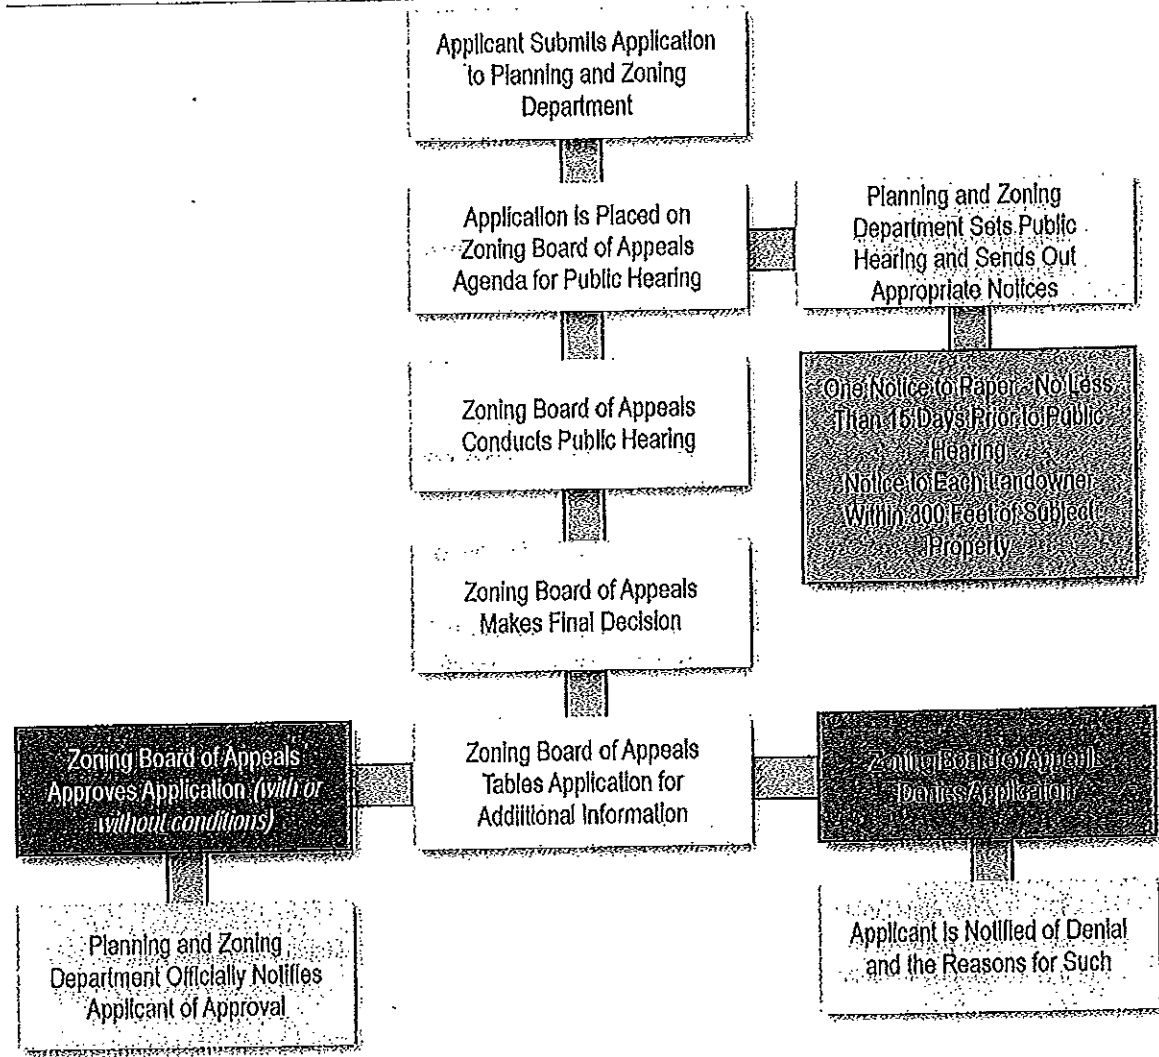 Applicant Submits Application
to Planning and Zoning
Department
Application is Placed on
Zoning Board of Appeals
Agenda for Public Hearing
Planning and Zoning
Department Sets Public
Hearing and Sends Out
Appropriate Notices
Zoning Board of Appeals
Conducts Public Hearing
One Notice to Paper No Less
Than 15 Days Prior to Public
Hearing
Notice to Each Landowner
Within 300 Feet of Subject
Property
Zoning Board of Appeals
Makes Final Decision
Zoning Board of Appeals
Approves Application (with or
without conditions)
Zoning Board of Appeals
Tables Application for
Additional Information
Zoning Board of Appeals
Denies Application
Planning and Zoning
Department Officially Notifies
Applicant of Approval
Applicant is Notified of Denial
and the Reasons for Such